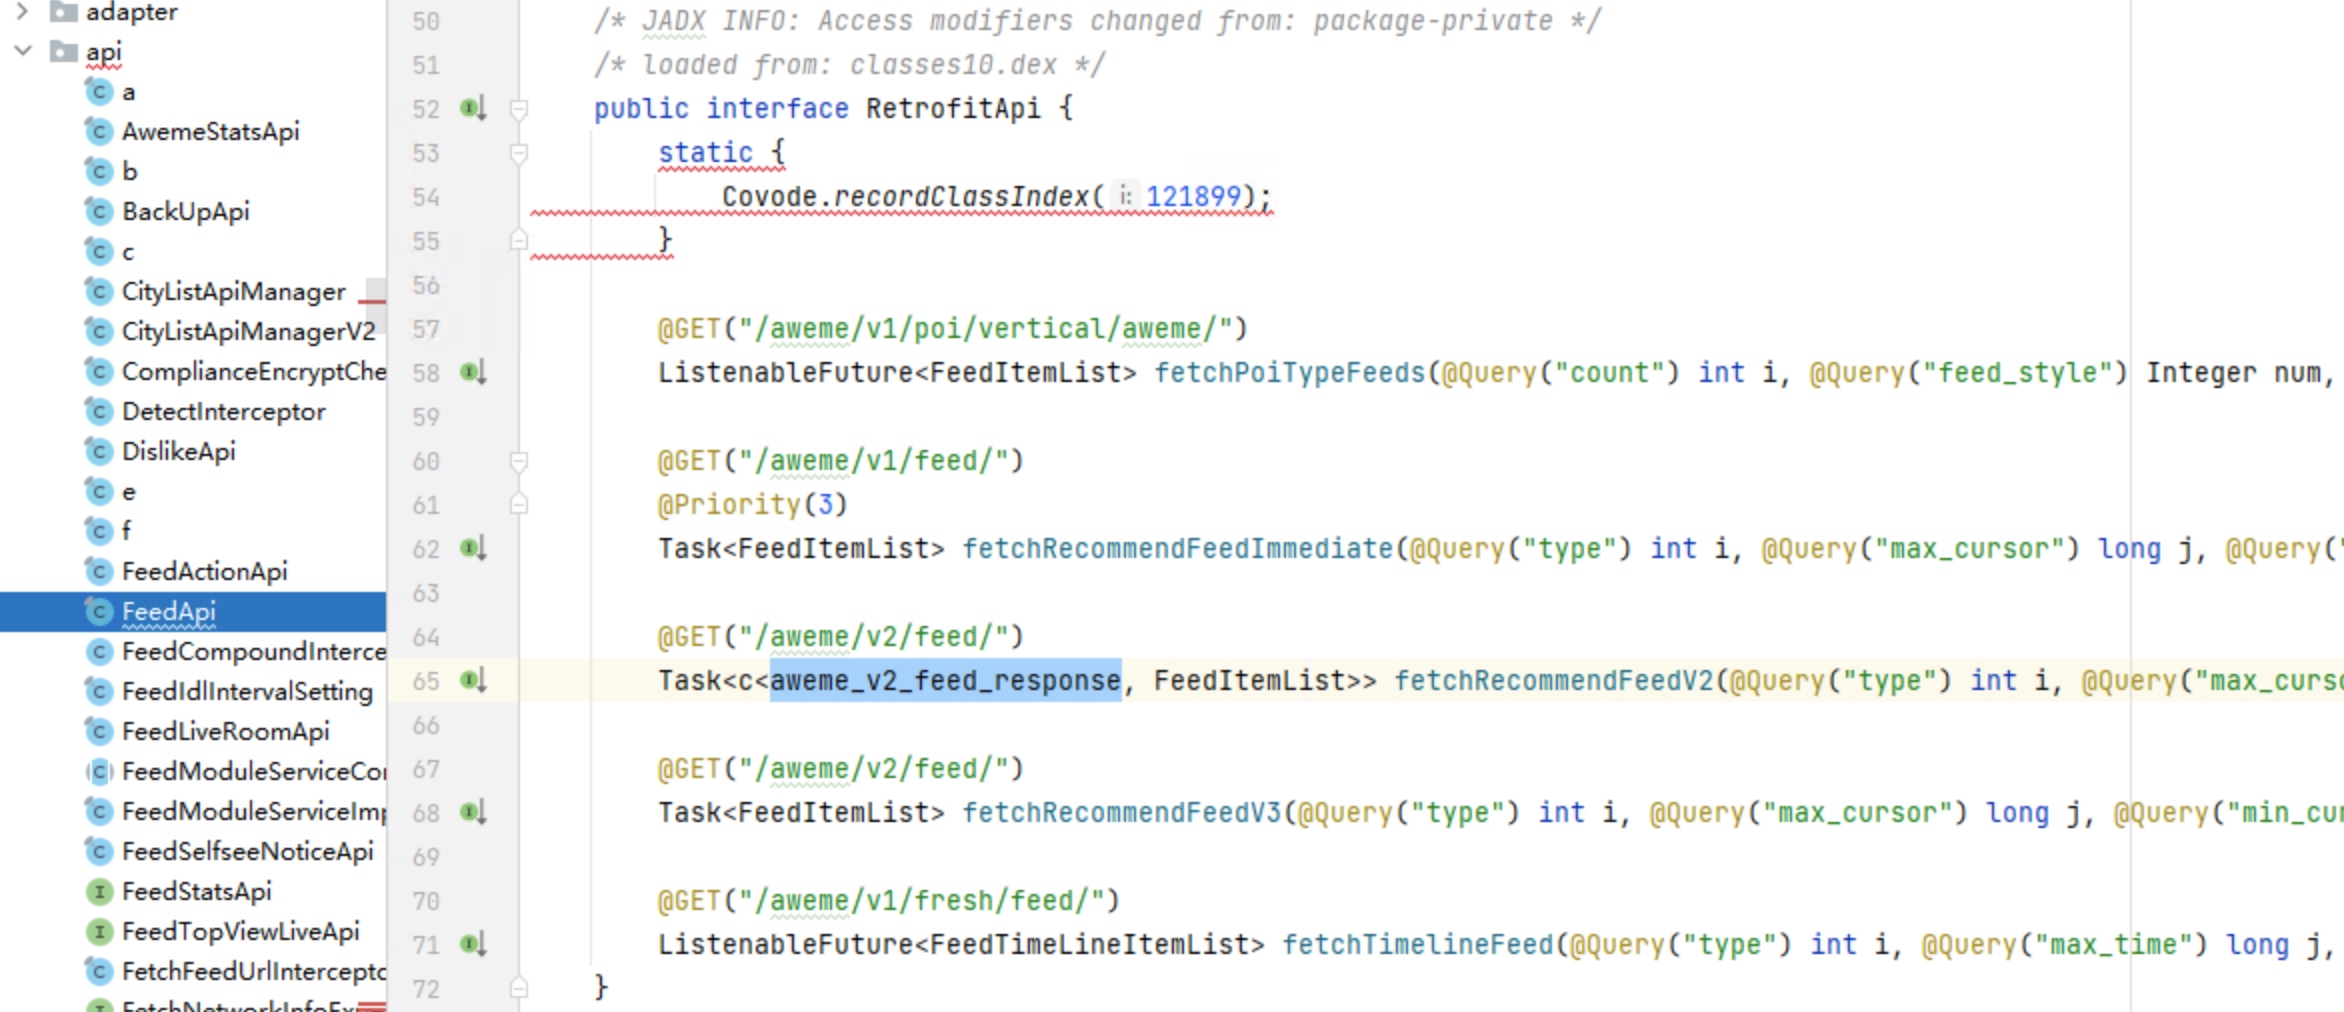 adapter
api
a
AwemeStatsApi
b
BackUpApi
c
CityListApiManager
CityListApiManagerV2
ComplianceEncryptChe
DetectInterceptor
DislikeApi
e
f
FeedActionApi
FeedApi
FeedCompoundInterce
FeedIdlIntervalSetting
FeedLiveRoomApi
FeedModuleServiceCo
FeedModuleServiceImp
FeedSelfseeNoticeApi
FeedStatsApi
FeedTopViewLiveApi
FetchFeedUrlIntercepto
FetchNetworkInfoEx
50 /* JADX INFO: Access modifiers changed from: package-private */
51 /* loaded from: classes10.dex */
52 public interface RetrofitApi {
53 static {
54 Covode.recordClassIndex( i: 121899);
55 }
56
57 @GET("/aweme/v1/poi/vertical/aweme/")
58 ListenableFuture<FeedItemList> fetchPoiTypeFeeds(@Query("count") int i, @Query("feed_style") Integer num,
59
60 @GET("/aweme/v1/feed/")
61 @Priority(3)
62 Task<FeedItemList> fetchRecommendFeedImmediate(@Query("type") int i, @Query("max_cursor") long j, @Query("
63
64 @GET("/aweme/v2/feed/")
65 Task<c<aweme_v2_feed_response, FeedItemList>> fetchRecommendFeedV2(@Query("type") int i, @Query("max_curso
66
67 @GET("/aweme/v2/feed/")
68 Task<FeedItemList> fetchRecommendFeedV3(@Query("type") int i, @Query("max_cursor") long j, @Query("min_cur
69
70 @GET("/aweme/v1/fresh/feed/")
71 ListenableFuture<FeedTimeLineItemList> fetchTimelineFeed(@Query("type") int i, @Query("max_time") long j,
72 }